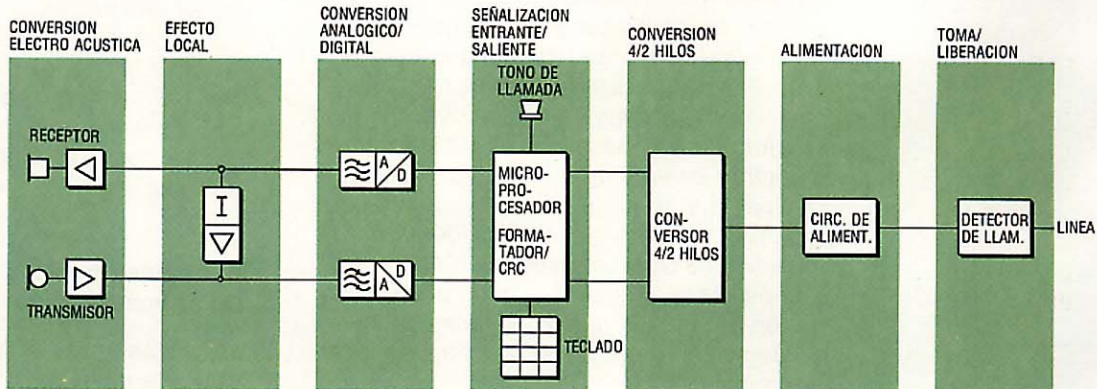 CONVERSION
ELECTRO ACUSTICA
EFECTO
LOCAL
CONVERSION
ANALOGICO/
DIGITAL
SEÑALIZACION
ENTRANTE/
SALIENTE
CONVERSION
4/2 HILOS
ALIMENTACION
TOMA/
LIBERACION
TONO DE
LLAMADA
RECEPTOR
TRANSMISOR
I
A
D
D
A
MICRO-
PRO-
CESADOR
FORMA-
TADOR/
CRC
TECLADO
CON-
VERSOR
4/2 HILOS
CIRC. DE
ALIMENT.
DETECTOR
DE LLAM.
LINEA